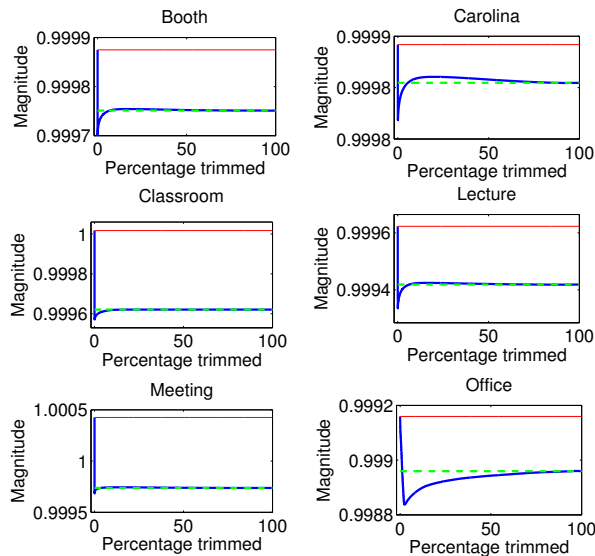 Booth
0.9999
0.9998
0.9997
Magnitude
0 50 100
Percentage trimmed
Carolina
0.9999
0.9998
0.9998
Magnitude
0 50 100
Percentage trimmed
Classroom
1
0.9998
0.9996
Magnitude
0 50 100
Percentage trimmed
Lecture
0.9996
0.9994
Magnitude
0 50 100
Percentage trimmed
Meeting
1.0005
1
0.9995
Magnitude
0 50 100
Percentage trimmed
Office
0.9992
0.999
0.9988
Magnitude
0 50 100
Percentage trimmed